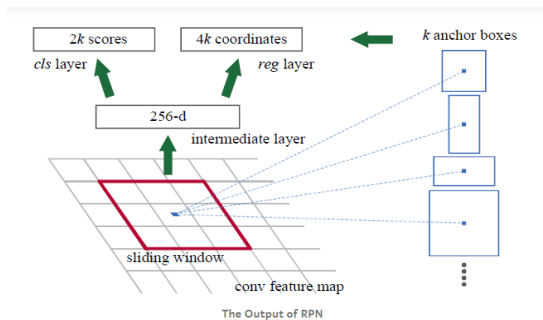 2k scores
4k coordinates
k anchor boxes
cls layer
reg layer
256-d
intermediate layer
sliding window
conv feature map
The Output of RPN